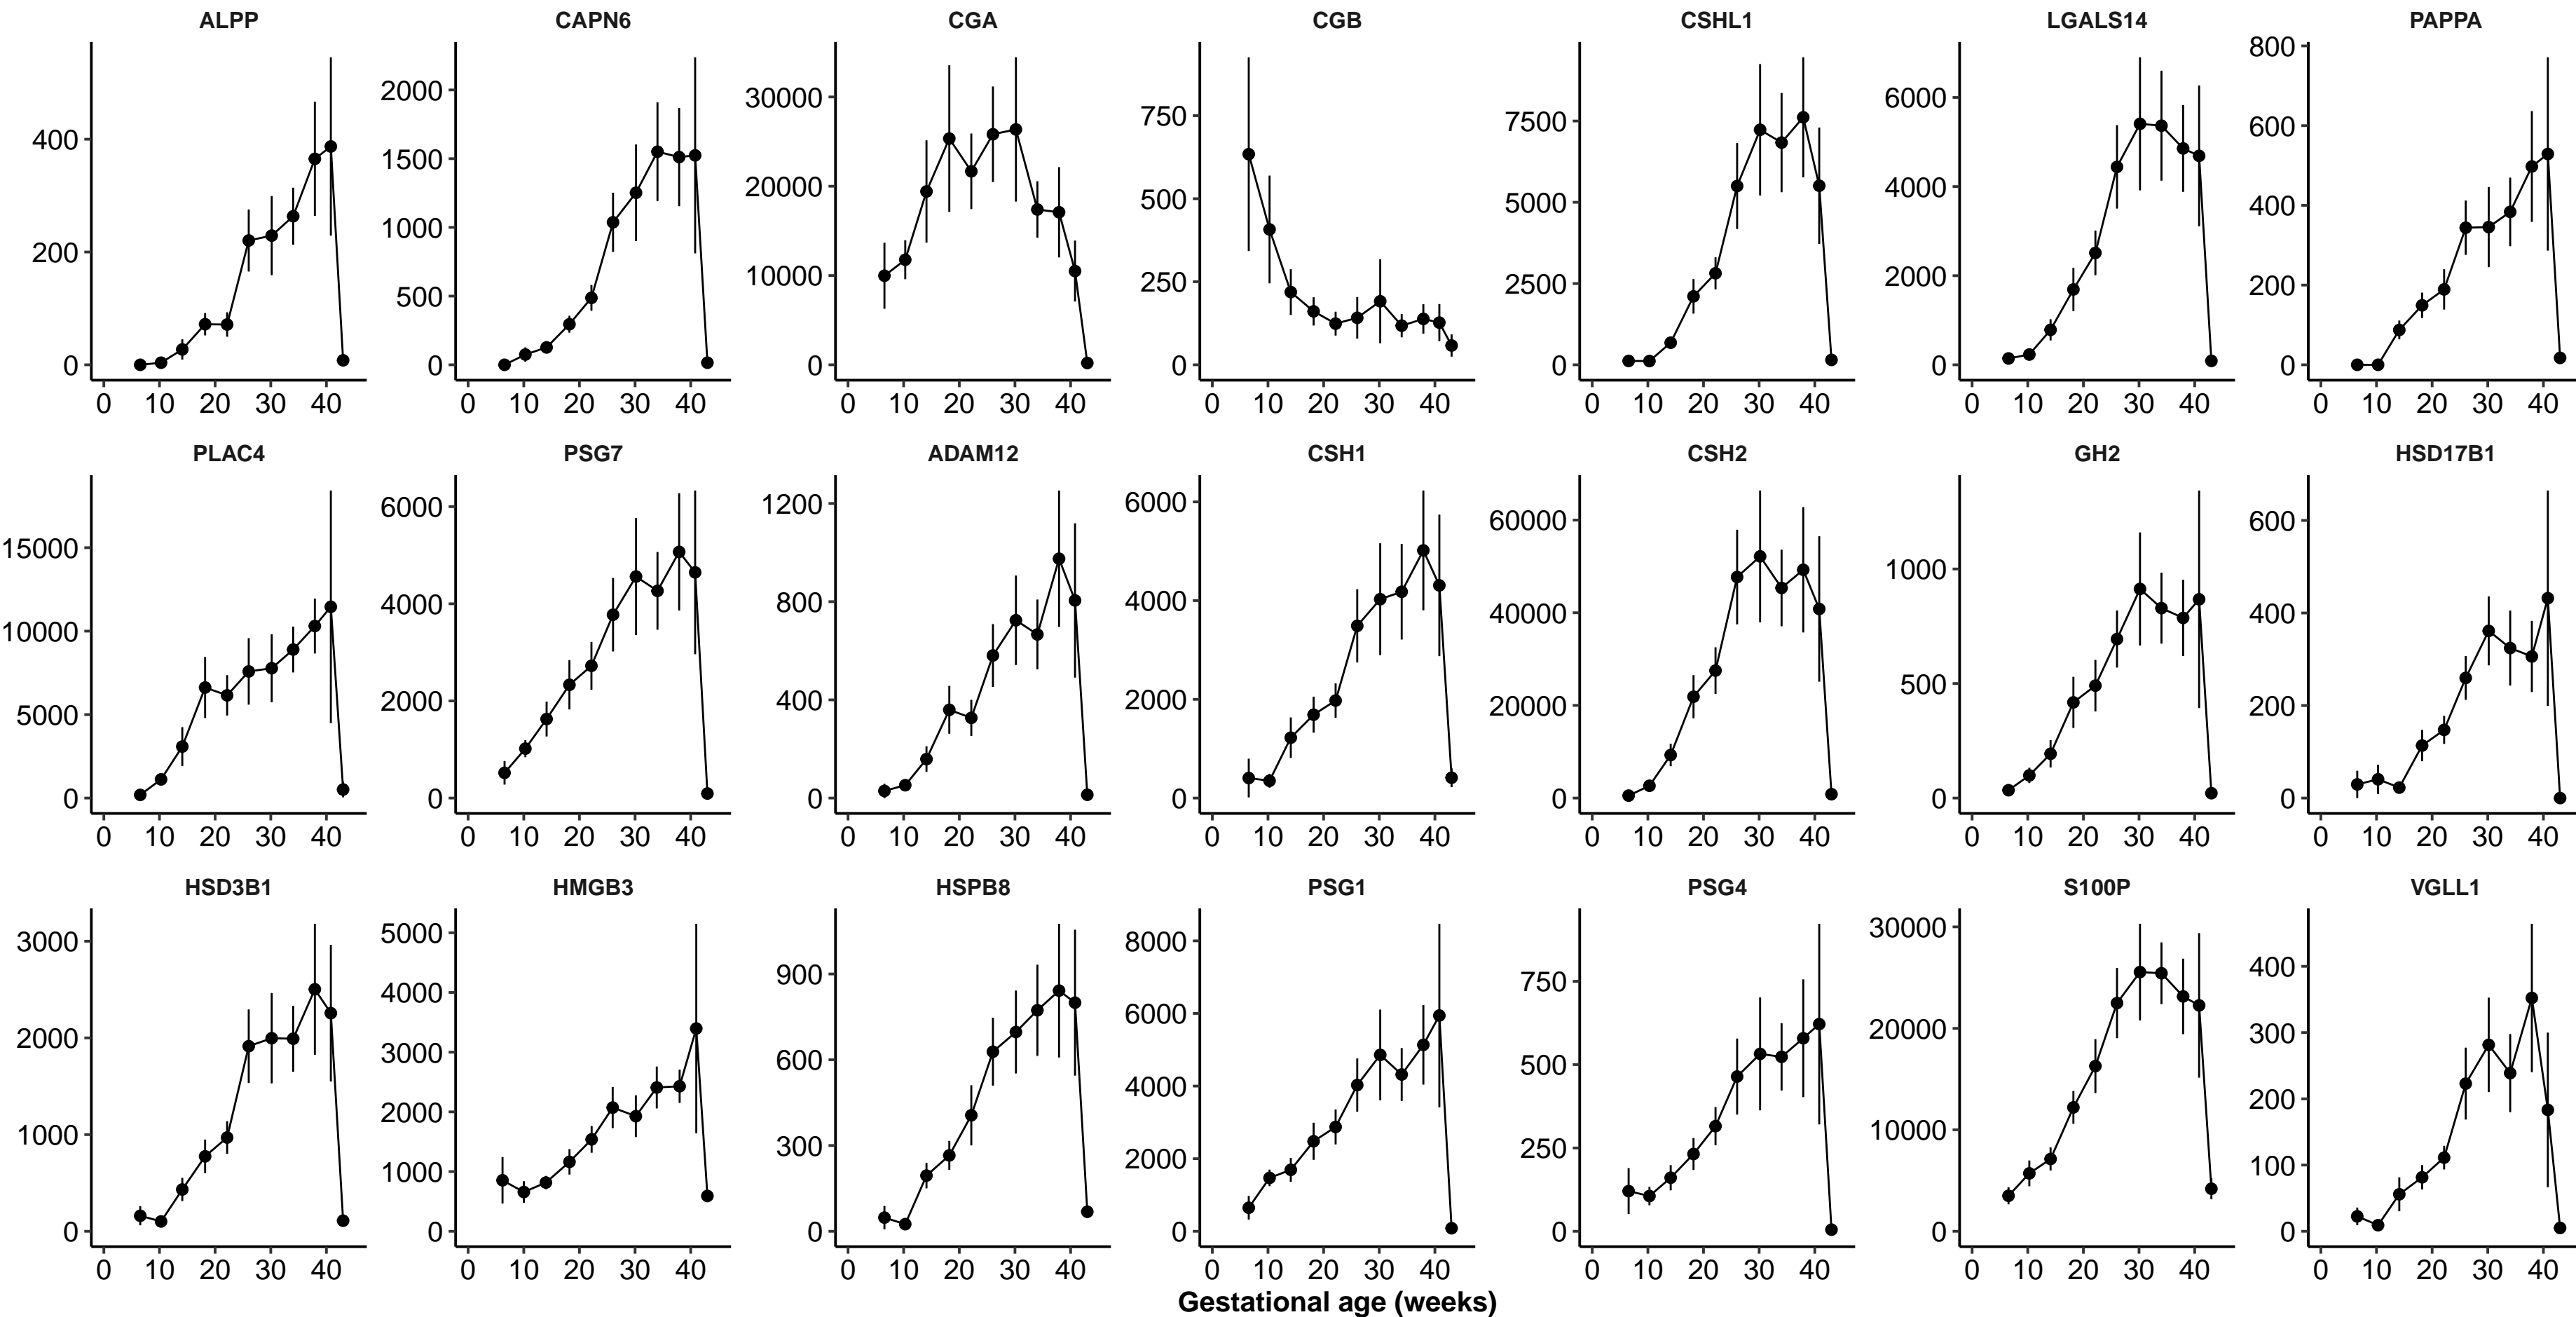 ALPP CAPN6 CGA CGB CSHL1 LGALS14 PAPPA
400 200 0
2000 1500 1000 500 0
30000 20000 10000 0
750 500 250 0
7500 5000 2500 0
6000 4000 2000 0
800 600 400 200 0
0 10 20 30 40 0 10 20 30 40 0 10 20 30 40 0 10 20 30 40 0 10 20 30 40 0 10 20 30 40 0 10 20 30 40
PLAC4 PSG7 ADAM12 CSH1 CSH2 GH2 HSD17B1
15000 10000 5000 0
6000 4000 2000 0
1200 800 400 0
6000 4000 2000 0
60000 40000 20000 0
1000 500 0
600 400 200 0
0 10 20 30 40 0 10 20 30 40 0 10 20 30 40 0 10 20 30 40 0 10 20 30 40 0 10 20 30 40 0 10 20 30 40
HSD3B1 HMGB3 HSPB8 PSG1 PSG4 S100P VGLL1
3000 2000 1000 0
5000 4000 3000 2000 1000 0
900 600 300 0
8000 6000 4000 2000 0
750 500 250 0
30000 20000 10000 0
400 300 200 100 0
0 10 20 30 40 0 10 20 30 40 0 10 20 30 40 0 10 20 30 40 0 10 20 30 40 0 10 20 30 40 0 10 20 30 40
Gestational age (weeks)